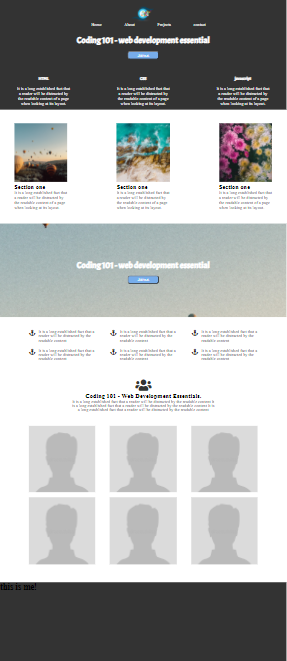 Home About Projects contact
Coding 101 - web development essential
HTML CSS javascript
It is a long established fact that
a reader will be distracted by
the readable content of a page
when looking at its layout.
It is a long established fact that
a reader will be distracted by
the readable content of a page
when looking at its layout.
It is a long established fact that
a reader will be distracted by
the readable content of a page
when looking at its layout.
Section one
It is a long established fact that
a reader will be distracted by
the readable content of a page
when looking at its layout.
Section one
It is a long established fact that
a reader will be distracted by
the readable content of a page
when looking at its layout.
Section one
It is a long established fact that
a reader will be distracted by
the readable content of a page
when looking at its layout.
Coding 101 - web development essential
It is a long established fact that a
reader will be distracted by the
readable content
It is a long established fact that a
reader will be distracted by the
readable content
It is a long established fact that a
reader will be distracted by the
readable content
It is a long established fact that a
reader will be distracted by the
readable content
It is a long established fact that a
reader will be distracted by the
readable content
It is a long established fact that a
reader will be distracted by the
readable content
Coding 101 - Web Development Essentials.
It is a long established fact that a reader will be distracted by the readable content It
is a long established fact that a reader will be distracted by the readable content It is
a long established fact that a reader will be distracted by the readable content
this is me!